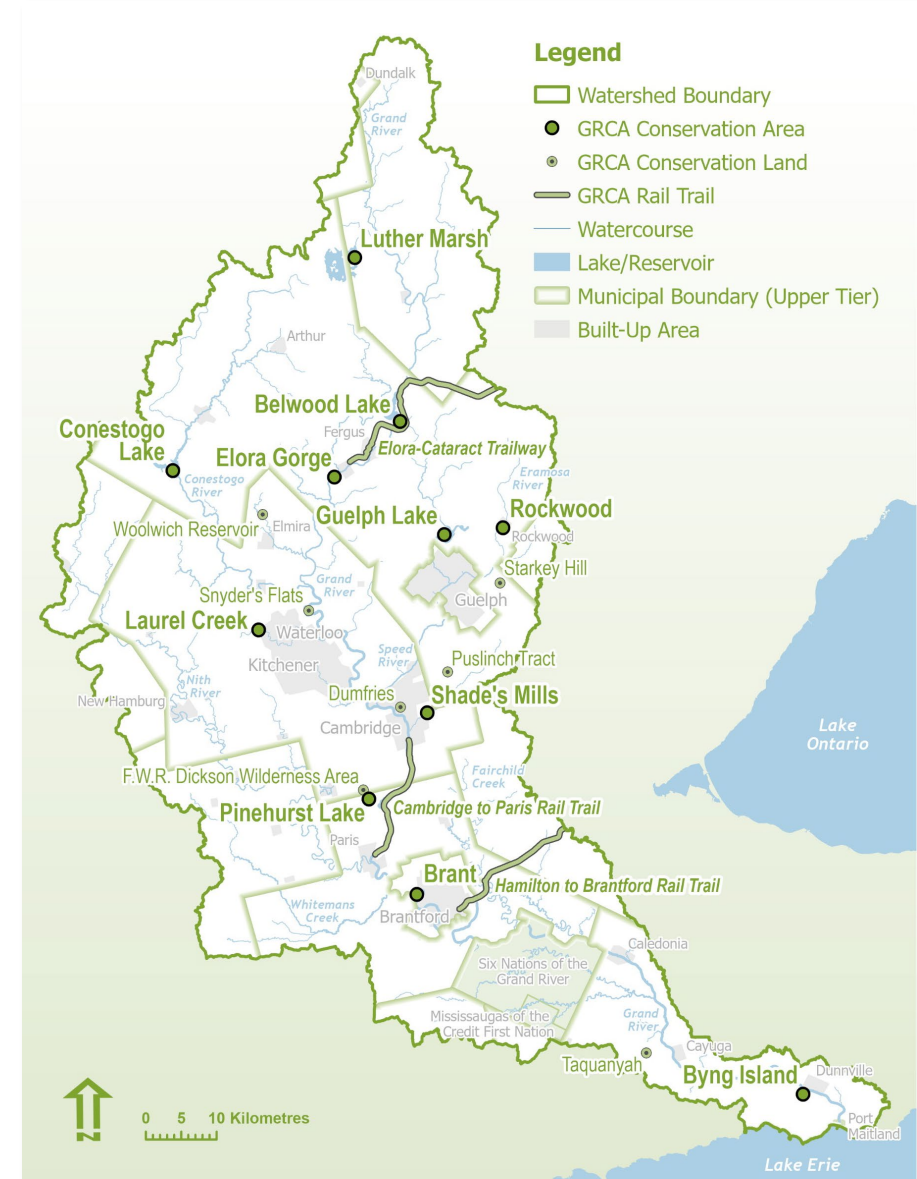 Legend
Watershed Boundary
GRCA Conservation Area
GRCA Conservation Land
GRCA Rail Trail
Watercourse
Lake/Reservoir
Municipal Boundary (Upper Tier)
Built-Up Area
Dundalk
Grand
River
Luther Marsh
Arthur
Belwood Lake
Fergus
Conestogo
Lake
Elora-Cataract Trailway
Elora Gorge
Conestogo
River
Eramosa
River
Guelph Lake
Rockwood
Rockwood
Woolwich Reservoir
Elmira
Starkey Hill
Grand
River
Snyder's Flats
Guelph
Laurel Creek
Waterloo
Kitchener
Speed
River
Puslinch Tract
Nith
River
New Hamburg
Dumfries
Shade's Mills
Cambridge
Lake
Ontario
F.W.R. Dickson Wilderness Area
Fairchild
Creek
Pinehurst Lake
Cambridge to Paris Rail Trail
Paris
Brant
Hamilton to Brantford Rail Trail
Whitemans
Creek
Brantford
Caledonia
Six Nations of the
Grand River
Mississaugas of the
Credit First Nation
Grand
River
Cayuga
Taquanyah
Byng Island
Dunnville
Port
Maitland
Lake Erie
N
0 5 10 Kilometres